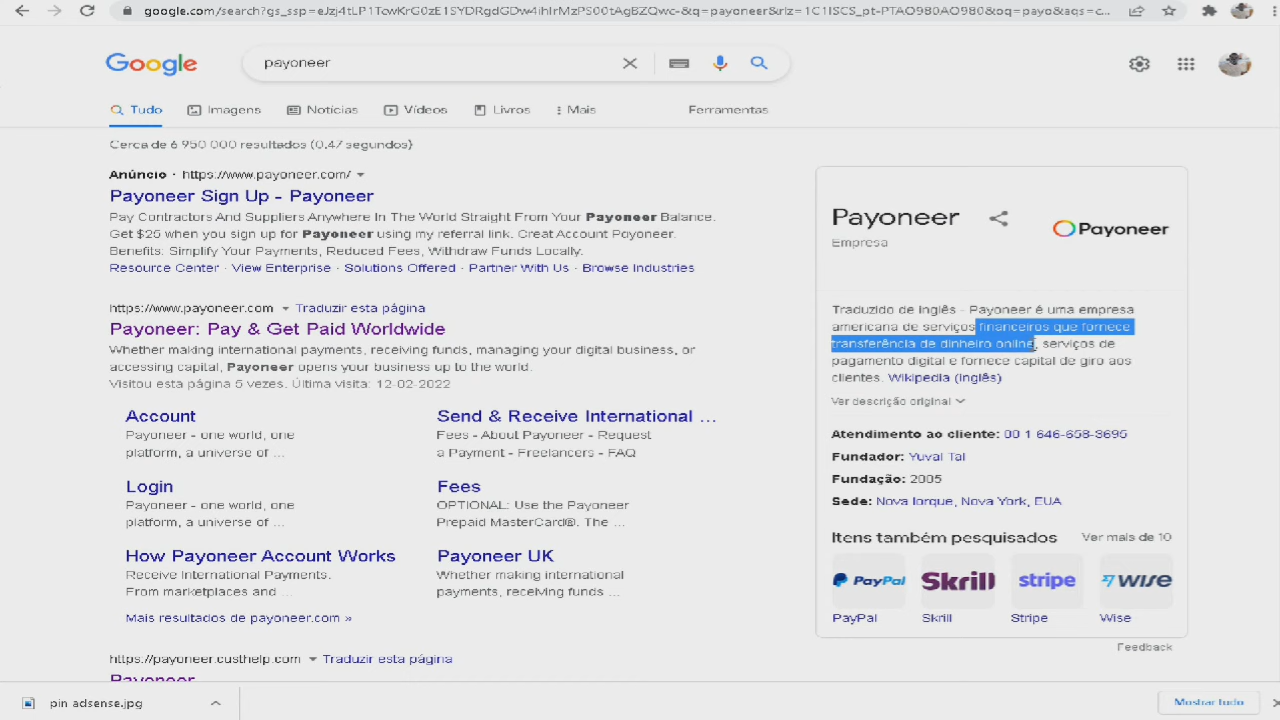 google.com/search?gs_ssp=eJzj4tLP1TcwKrG0zE1SYDRgdGDw4ihIrMzPS00tAgBZQwc-&q=payoneer&rlz=1C1ISCS_pt-PTAO980AO980&oq=payo&aqs=c...
Google
payoneer
Tudo Imagens Notícias Vídeos Livros Mais Ferramentas
Cerca de 6 950 000 resultados (0,47 segundos)
Anúncio · https://www.payoneer.com/
Payoneer Sign Up - Payoneer
Pay Contractors And Suppliers Anywhere In The World Straight From Your Payoneer Balance.
Get $25 when you sign up for Payoneer using my referral link. Creat Account Payoneer.
Benefits: Simplify Your Payments, Reduced Fees, Withdraw Funds Locally.
Resource Center · View Enterprise · Solutions Offered · Partner With Us · Browse Industries
https://www.payoneer.com Traduzir esta página
Payoneer: Pay & Get Paid Worldwide
Whether making international payments, receiving funds, managing your digital business, or
accessing capital, Payoneer opens your business up to the world.
Visitou esta página 5 vezes. Última visita: 12-02-2022
Account
Payoneer - one world, one
platform, a universe of ...
Send & Receive International ...
Fees - About Payoneer - Request
a Payment - Freelancers - FAQ
Login
Payoneer - one world, one
platform, a universe of ...
Fees
OPTIONAL: Use the Payoneer
Prepaid MasterCard®. The ...
How Payoneer Account Works
Receive International Payments.
From marketplaces and ...
Payoneer UK
Whether making international
payments, receiving funds ...
Mais resultados de payoneer.com »
https://payoneer.custhelp.com Traduzir esta página
Payoneer
Payoneer
Empresa
Payoneer
Traduzido de inglês - Payoneer é uma empresa
americana de serviços financeiros que fornece
transferência de dinheiro online, serviços de
pagamento digital e fornece capital de giro aos
clientes. Wikipedia (inglês)
Ver descrição original
Atendimento ao cliente: 00 1 646-658-3695
Fundador: Yuval Tal
Fundação: 2005
Sede: Nova Iorque, Nova York, EUA
Itens também pesquisados Ver mais de 10
PayPal Skrill stripe WISE
PayPal Skrill Stripe Wise
Feedback
pin adsense.jpg
Mostrar tudo